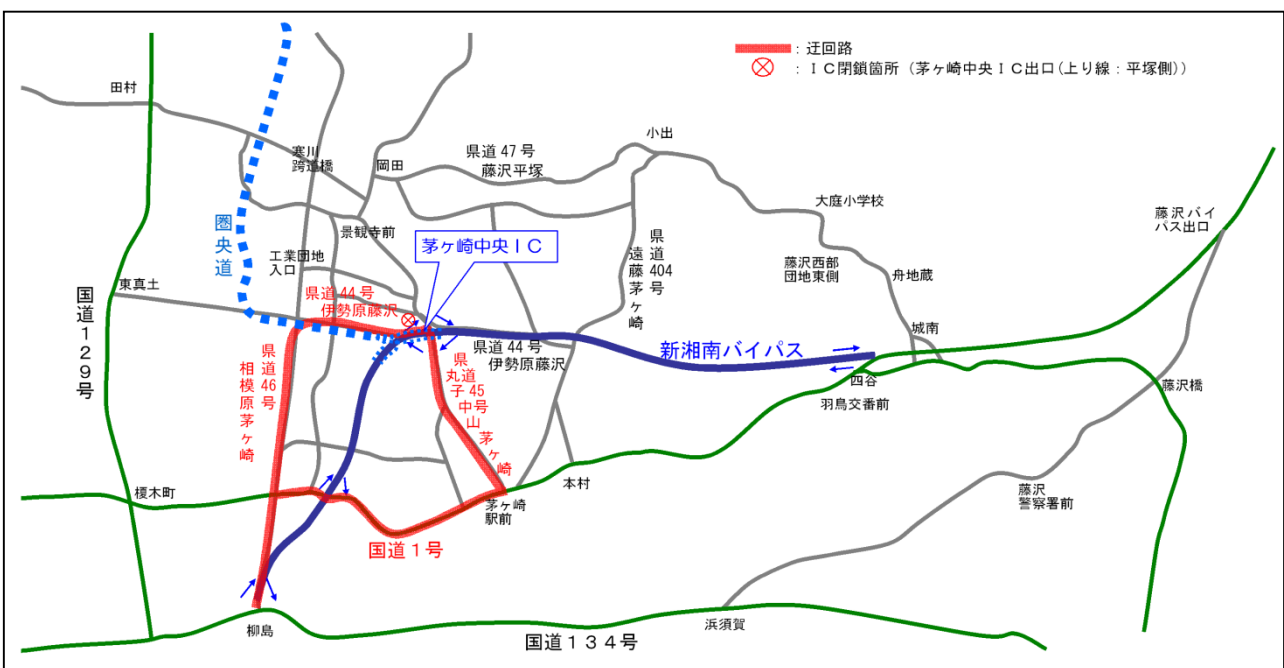 ：迂回路
：ＩＣ閉鎖箇所（茅ヶ崎中央ＩＣ出口(上り線：平塚側)）
田村
小出
寒川
跨道橋
岡田
県道47号
藤沢平塚
大庭小学校
藤沢バイ
パス出口
圏央道
景観寺前
茅ヶ崎中央ＩＣ
県道404号
遠藤茅ヶ崎
工業団地
入口
藤沢西部
団地東側
舟地蔵
東真土
国道129号
県道44号
伊勢原藤沢
県道44号
伊勢原藤沢
新湘南バイパス
城南
四谷
羽鳥交番前
藤沢橋
県道46号
相模原茅ヶ崎
県道45号
丸子中山茅ヶ崎
榎木町
茅ヶ崎
駅前
本村
藤沢
警察署前
国道１号
柳島
国道１３４号
浜須賀